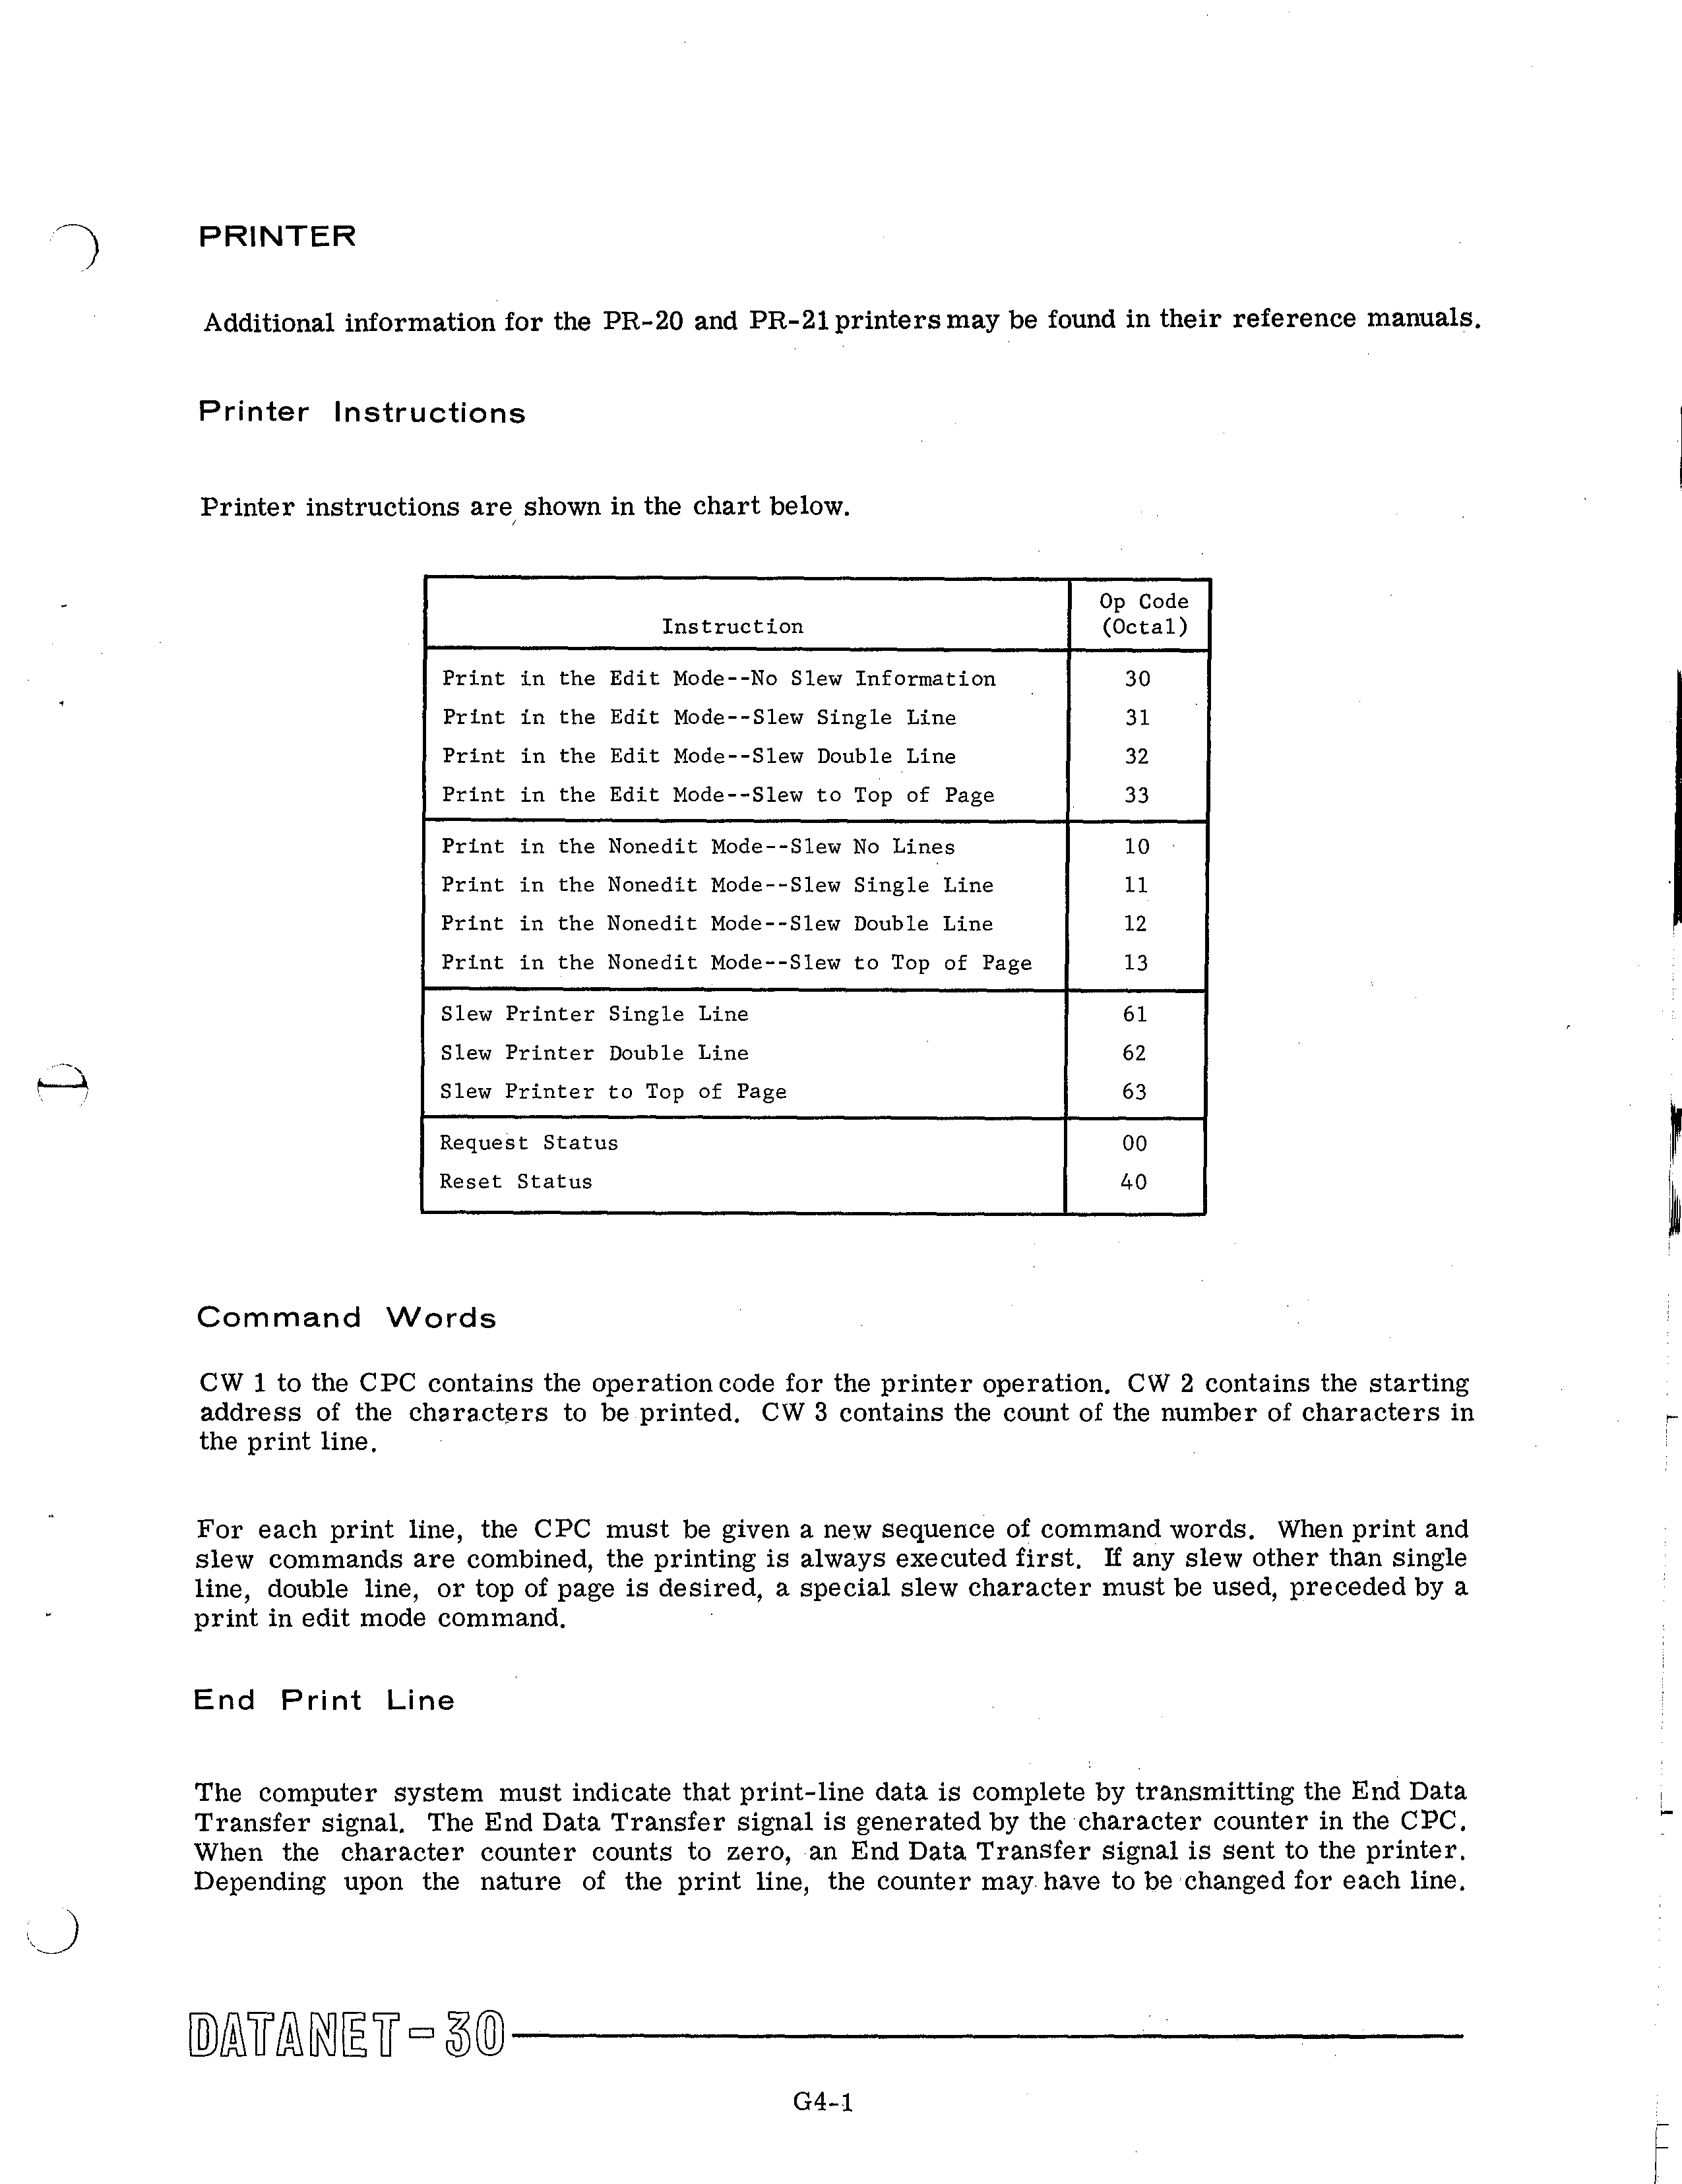 PRINTER
Additional information for the PR-20 and PR-21 printers may be found in their reference manuals.
Printer Instructions
Printer instructions are shown in the chart below.
Instruction
Op Code
(Octal)
Print in the Edit Mode--No Slew Information 30
Print in the Edit Mode--Slew Single Line 31
Print in the Edit Mode--Slew Double Line 32
Print in the Edit Mode--Slew to Top of Page 33
Print in the Nonedit Mode--Slew No Lines 10
Print in the Nonedit Mode--Slew Single Line 11
Print in the Nonedit Mode--Slew Double Line 12
Print in the Nonedit Mode--Slew to Top of Page 13
Slew Printer Single Line 61
Slew Printer Double Line 62
Slew Printer to Top of Page 63
Request Status 00
Reset Status 40
Command Words
CW 1 to the CPC contains the operation code for the printer operation. CW 2 contains the starting
address of the characters to be printed. CW 3 contains the count of the number of characters in
the print line.
For each print line, the CPC must be given a new sequence of command words. When print and
slew commands are combined, the printing is always executed first. If any slew other than single
line, double line, or top of page is desired, a special slew character must be used, preceded by a
print in edit mode command.
End Print Line
The computer system must indicate that print-line data is complete by transmitting the End Data
Transfer signal. The End Data Transfer signal is generated by the character counter in the CPC.
When the character counter counts to zero, an End Data Transfer signal is sent to the printer.
Depending upon the nature of the print line, the counter may have to be changed for each line.
DATANET-30
G4-1